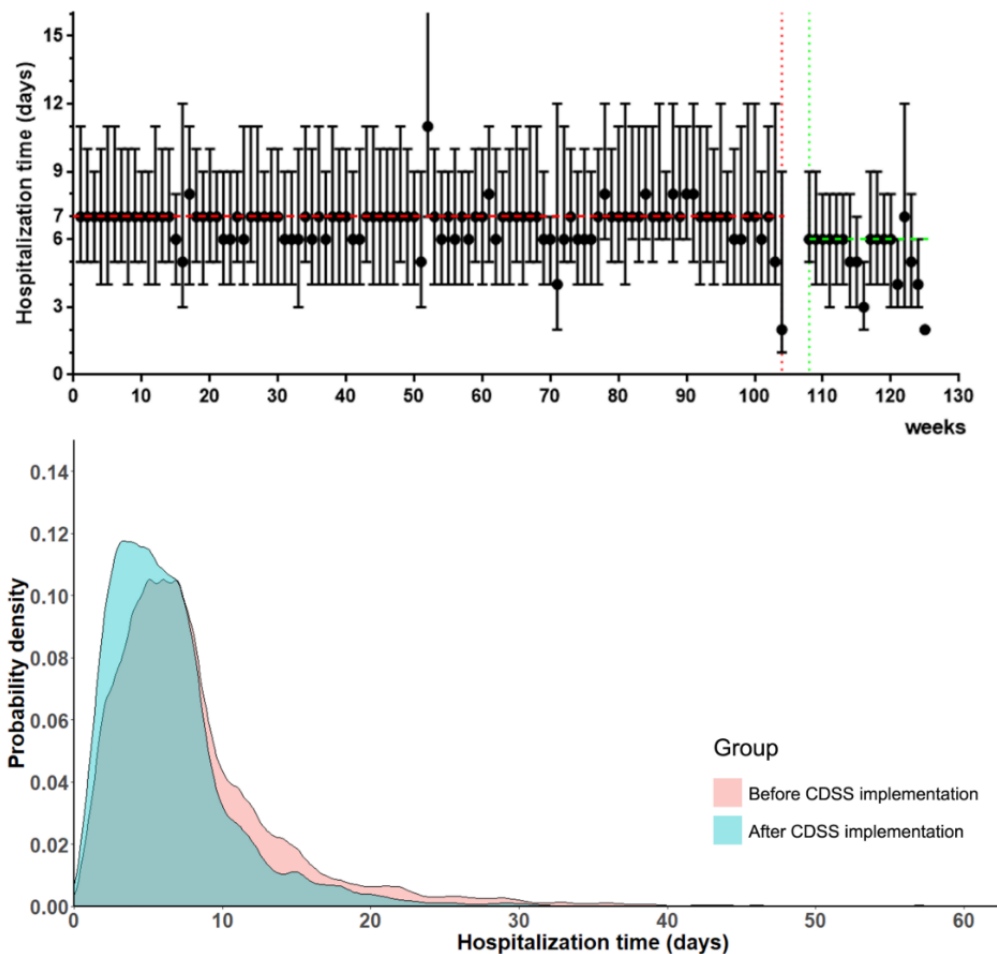 Hospitalization time (days)
15
12
9
7
6
3
0
0 10 20 30 40 50 60 70 80 90 100 110 120 130
weeks
Probability density
0.14
0.12
0.10
0.08
0.06
0.04
0.02
0.00
0 10 20 30 40 50 60
Hospitalization time (days)
Group
Before CDSS implementation
After CDSS implementation